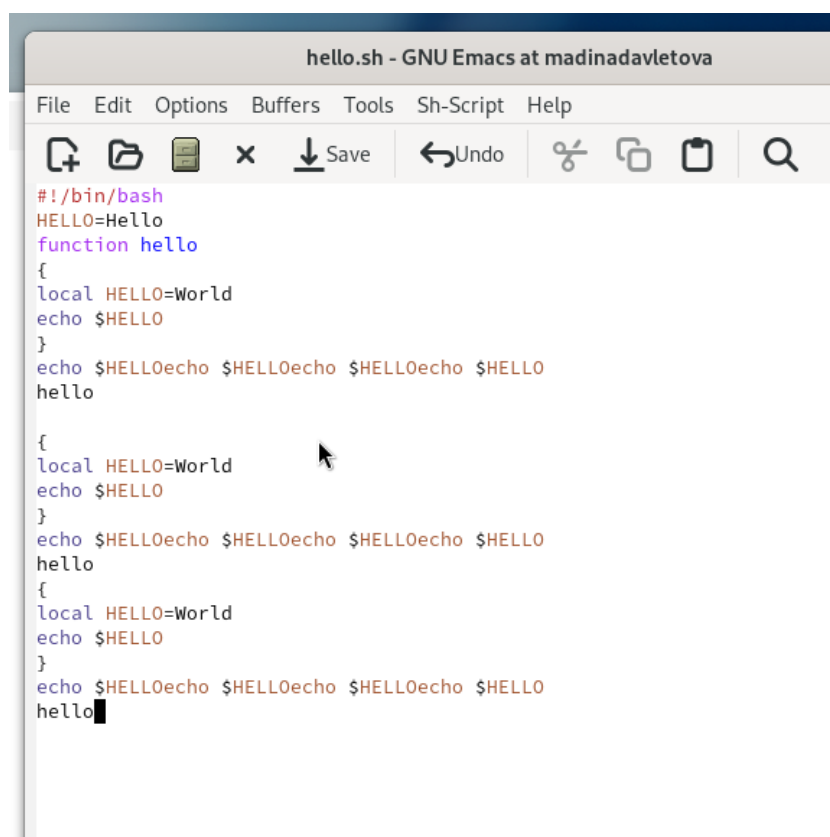 hello.sh - GNU Emacs at madinadavletova
File Edit Options Buffers Tools Sh-Script Help
Save Undo
#!/bin/bash
HELLO=Hello
function hello
{
local HELLO=World
echo $HELLO
}
echo $HELLOecho $HELLOecho $HELLOecho $HELLO
hello
{
local HELLO=World
echo $HELLO
}
echo $HELLOecho $HELLOecho $HELLOecho $HELLO
hello
{
local HELLO=World
echo $HELLO
}
echo $HELLOecho $HELLOecho $HELLOecho $HELLO
hello